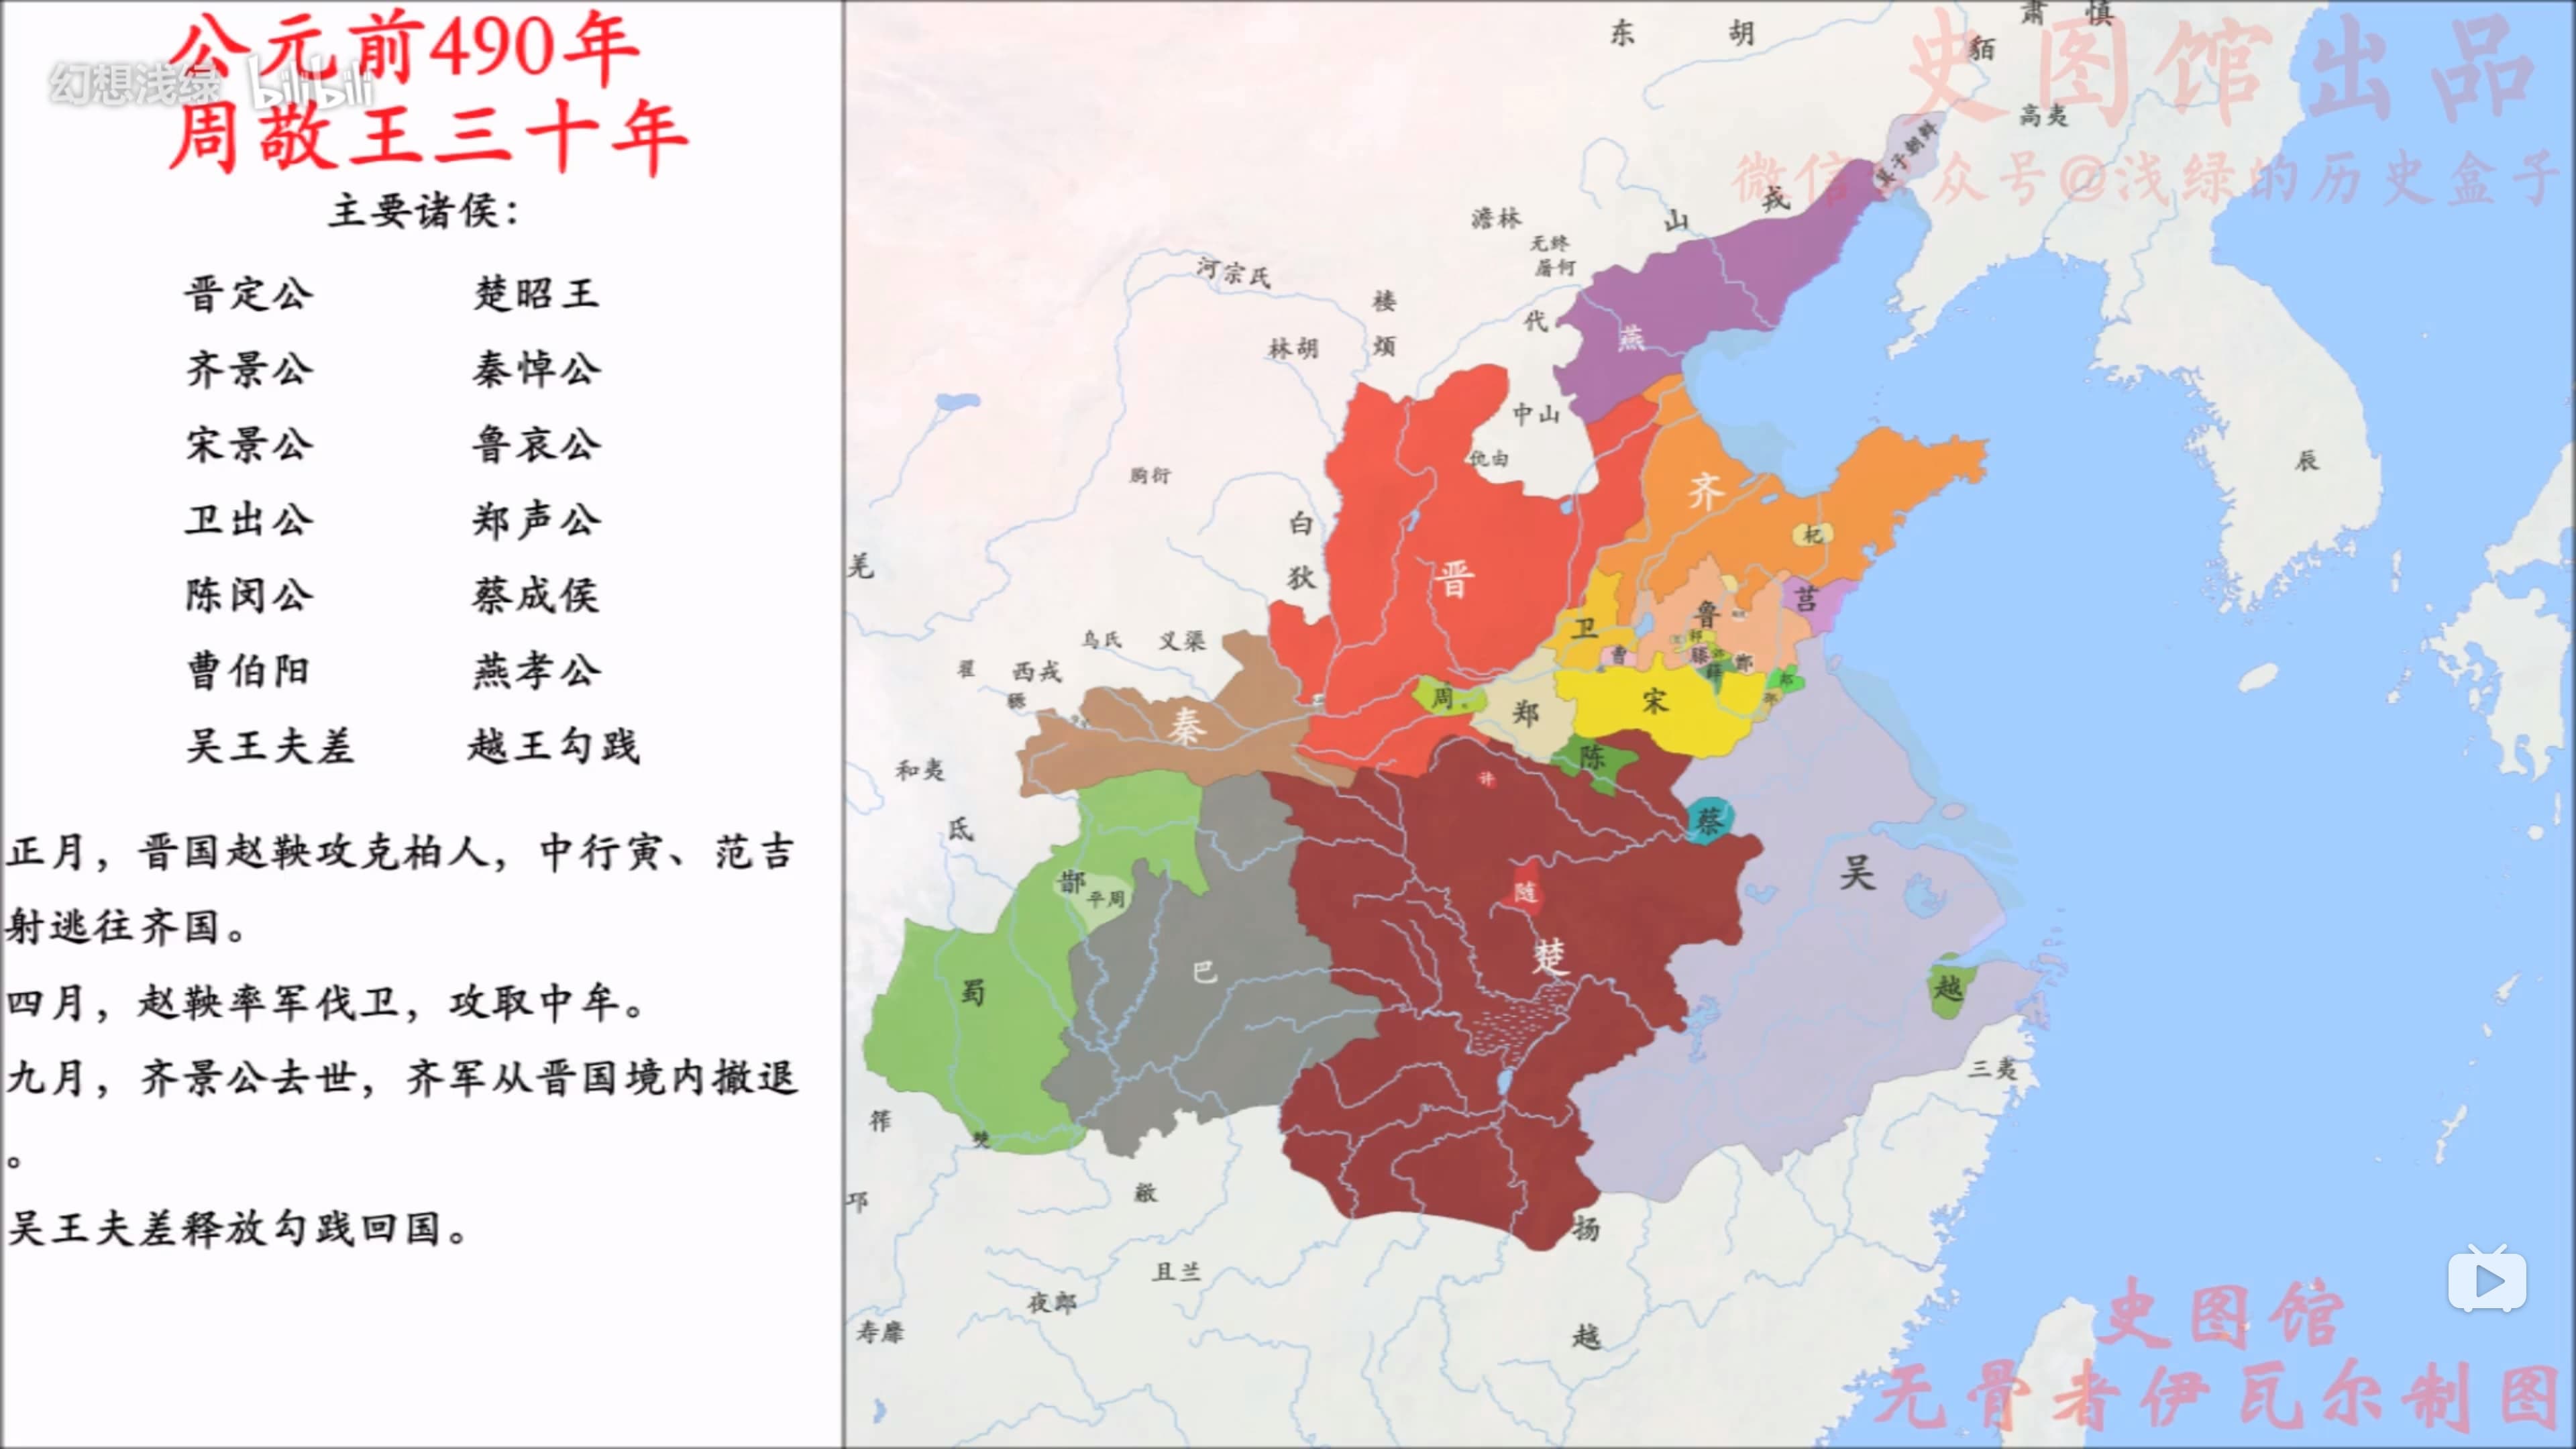 公元前490年
幻想浅绿 bilibili
周敬王三十年
主要诸侯：
晋定公 楚昭王
齐景公 秦悼公
宋景公 鲁哀公
卫出公 郑声公
陈闵公 蔡成侯
曹伯阳 燕孝公
吴王夫差 越王勾践
正月，晋国赵鞅攻克柏人，中行寅、范吉
射逃往齐国。
四月，赵鞅率军伐卫，攻取中牟。
九月，齐景公去世，齐军从晋国境内撤退
。
吴王夫差释放勾践回国。
史图馆出品
微信公众号@浅绿的历史盒子
肃慎
东胡
貊
高夷
箕子朝鲜
山戎
澹林
无终
屠何
河宗氏
楼烦
代
燕
林胡
中山
仇由
朐衍
齐
辰
白狄
杞
羌
晋
莒
鲁
卫
乌氏
义渠
曹
滕
薛
鄫
翟
西戎
郯
周
郑
宋
秦
陈
和夷
许
蔡
氐
吴
鄀
平周
随
楚
巴
蜀
越
三夷
筰
僰
邛
扬
且兰
夜郎
寿靡
越
史图馆
无骨者伊瓦尔制图